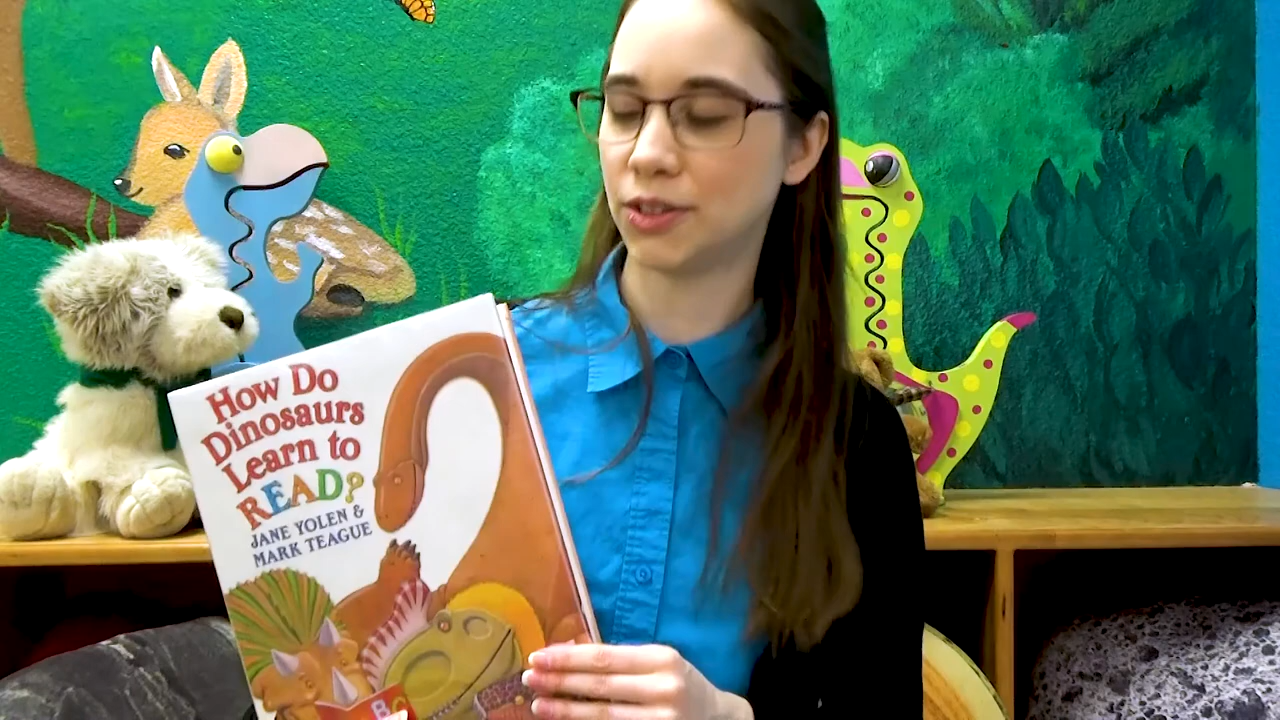 How Do
Dinosaurs
Learn to
READ?
JANE YOLEN &
MARK TEAGUE
B